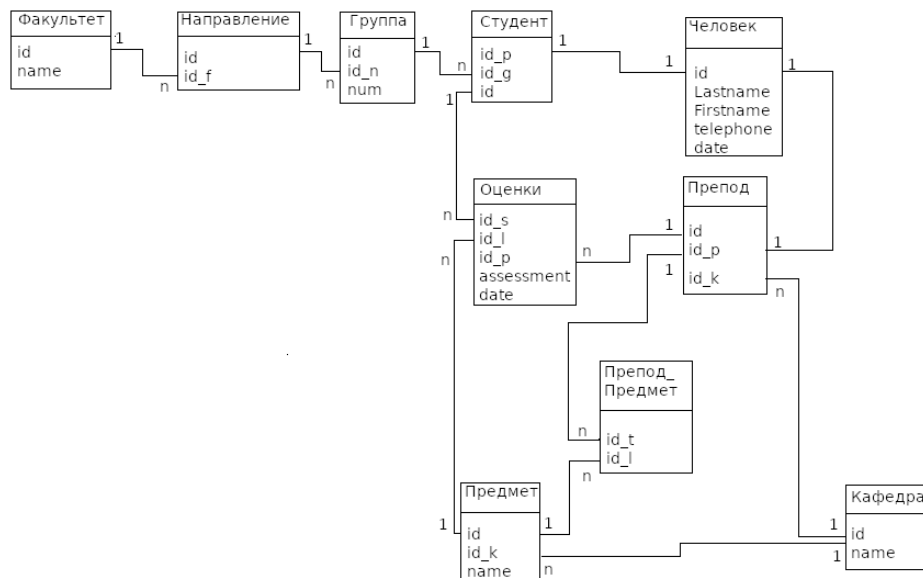 Факультет
id
name
Направление
id
id_f
Группа
id
id_n
num
Студент
id_p
id_g
id
Человек
id
Lastname
Firstname
telephone
date
Оценки
id_s
id_l
id_p
assessment
date
Препод
id
id_p
id_k
Препод_
Предмет
id_t
id_l
Предмет
id
id_k
name
Кафедра
id
name
1
n
1
n
1
n
1
1
1
1
1
n
n
n
1
1
n
n
n
1
1
n
1
1